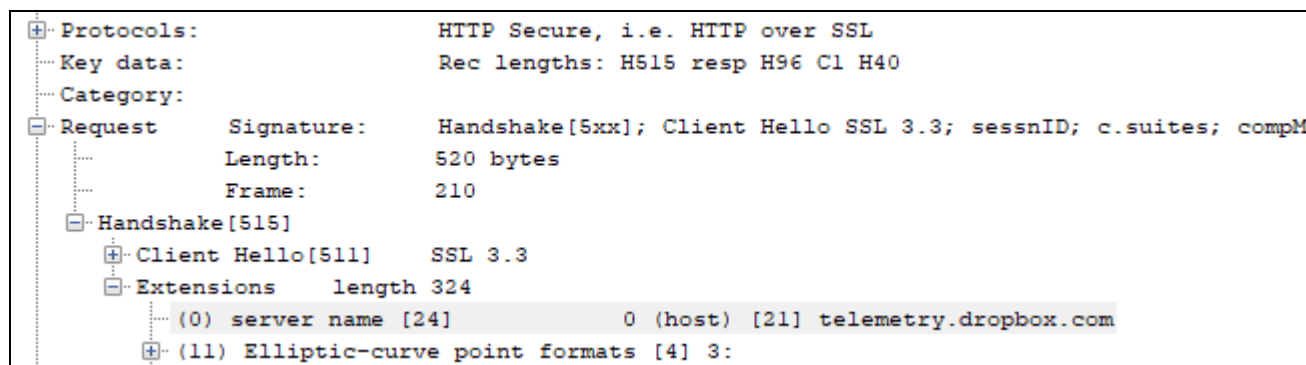 Protocols: HTTP Secure, i.e. HTTP over SSL
Key data: Rec lengths: H515 resp H96 C1 H40
Category:
Request Signature: Handshake[5xx]; Client Hello SSL 3.3; sessnID; c.suites; compM
Length: 520 bytes
Frame: 210
Handshake[515]
Client Hello[511] SSL 3.3
Extensions length 324
(0) server name [24] 0 (host) [21] telemetry.dropbox.com
(11) Elliptic-curve point formats [4] 3: